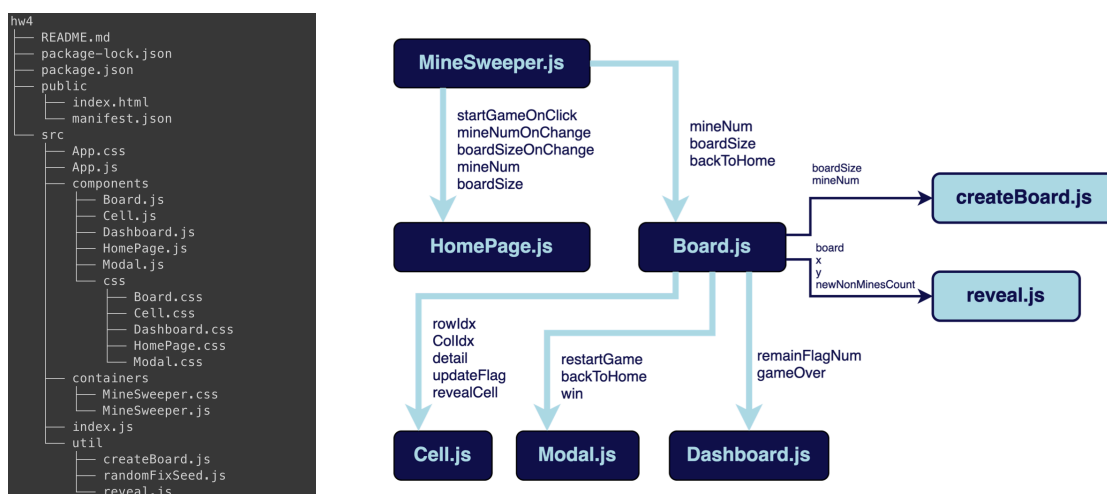 hw4
README.md
package-lock.json
package.json
public
index.html
manifest.json
src
App.css
App.js
components
Board.js
Cell.js
Dashboard.js
HomePage.js
Modal.js
css
Board.css
Cell.css
Dashboard.css
HomePage.css
Modal.css
containers
MineSweeper.css
MineSweeper.js
index.js
util
createBoard.js
randomFixSeed.js
reveal.js
MineSweeper.js
startGameOnClick
mineNumOnChange
boardSizeOnChange
mineNum
boardSize
mineNum
boardSize
backToHome
HomePage.js
Board.js
boardSize
mineNum
createBoard.js
board
x
y
newNonMinesCount
reveal.js
rowIdx
ColIdx
detail
updateFlag
revealCell
restartGame
backToHome
win
remainFlagNum
gameOver
Cell.js
Modal.js
Dashboard.js